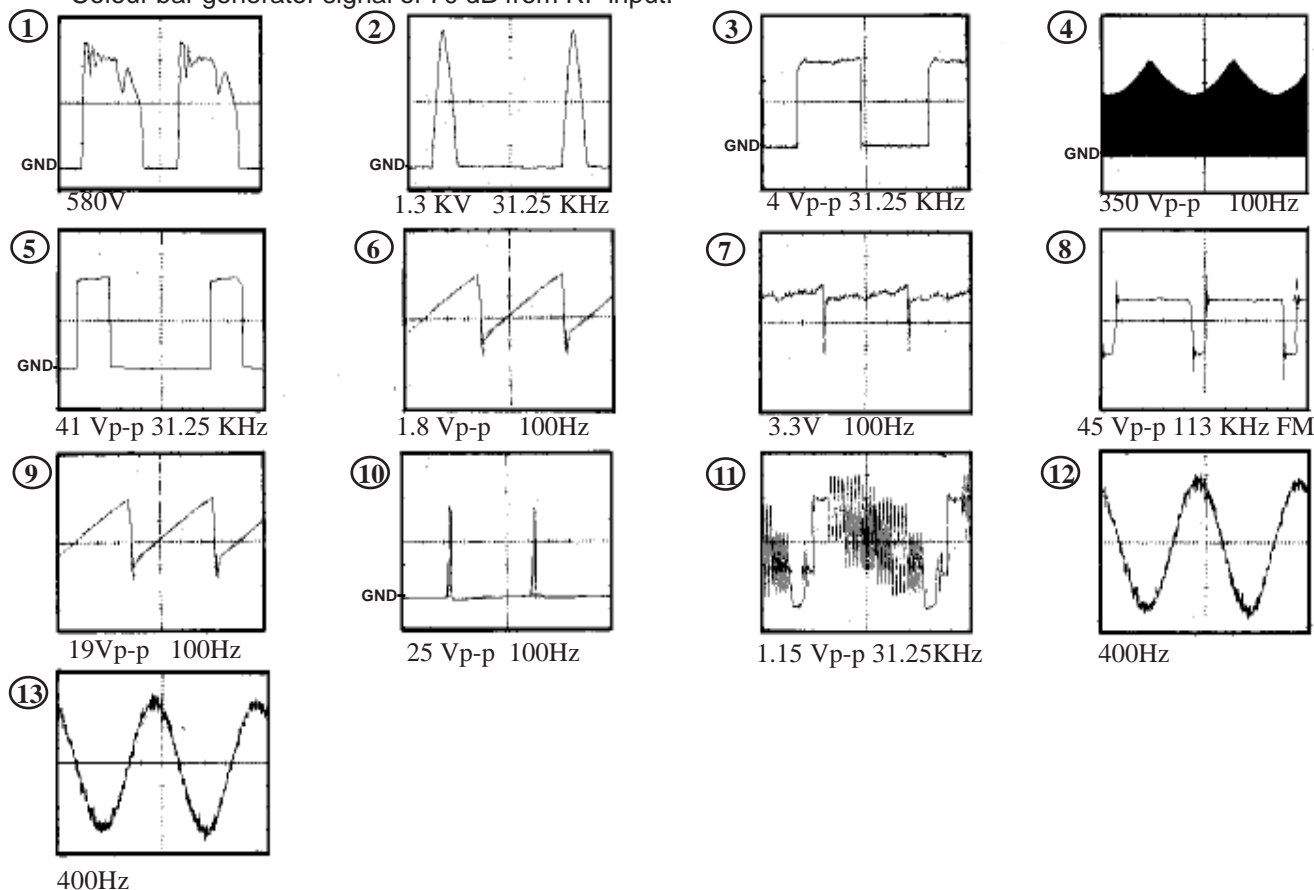 Colour bar generator signal of 70 dB from RF input.
1 2 3 4
GND GND GND GND
580V 1.3 KV 31.25 KHz 4 Vp-p 31.25 KHz 350 Vp-p 100Hz
5 6 7 8
GND
41 Vp-p 31.25 KHz 1.8 Vp-p 100Hz 3.3V 100Hz 45 Vp-p 113 KHz FM
9 10 11 12
GND
19Vp-p 100Hz 25 Vp-p 100Hz 1.15 Vp-p 31.25KHz 400Hz
13
400Hz